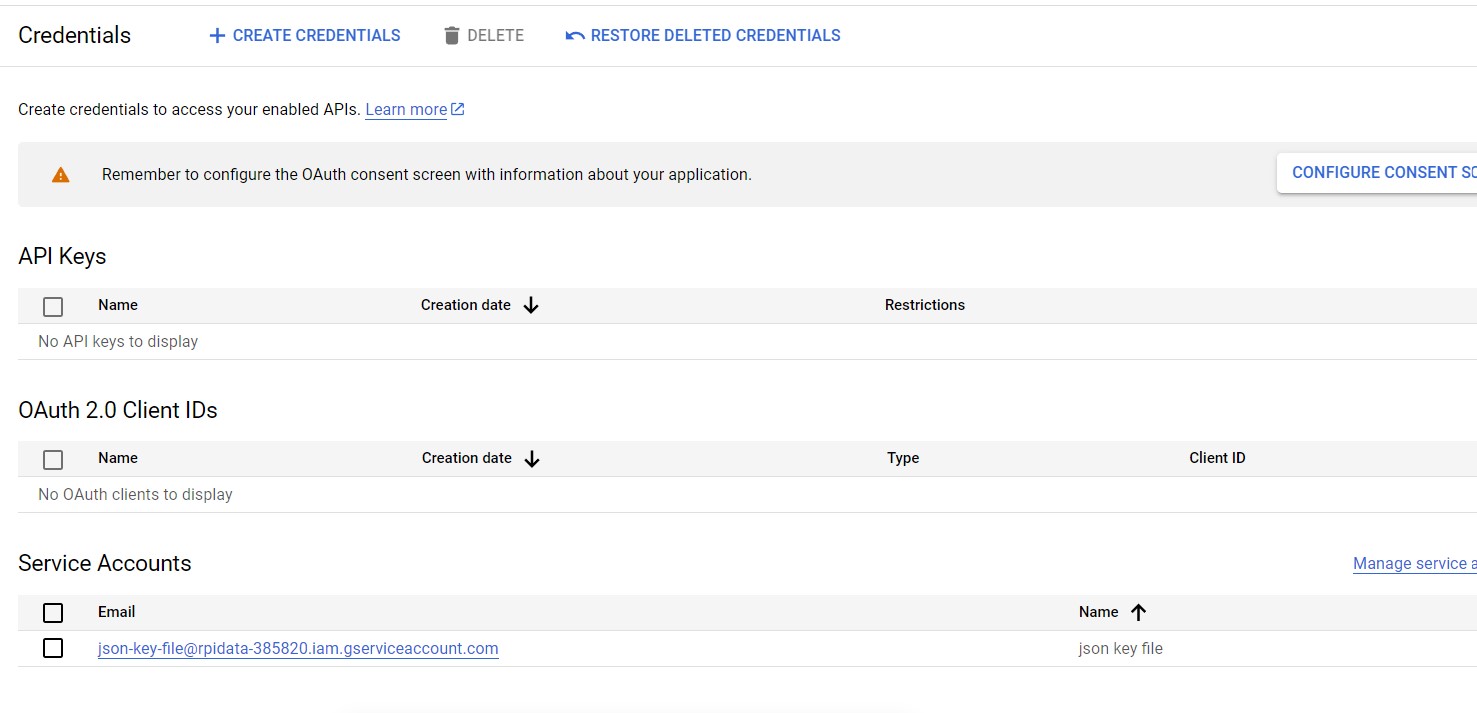 Credentials CREATE CREDENTIALS DELETE RESTORE DELETED CREDENTIALS
Create credentials to access your enabled APIs. Learn more
Remember to configure the OAuth consent screen with information about your application. CONFIGURE CONSENT SC
API Keys
Name Creation date Restrictions
No API keys to display
OAuth 2.0 Client IDs
Name Creation date Type Client ID
No OAuth clients to display
Service Accounts Manage service a
Email Name
json-key-file@rpidata-385820.iam.gserviceaccount.com json key file